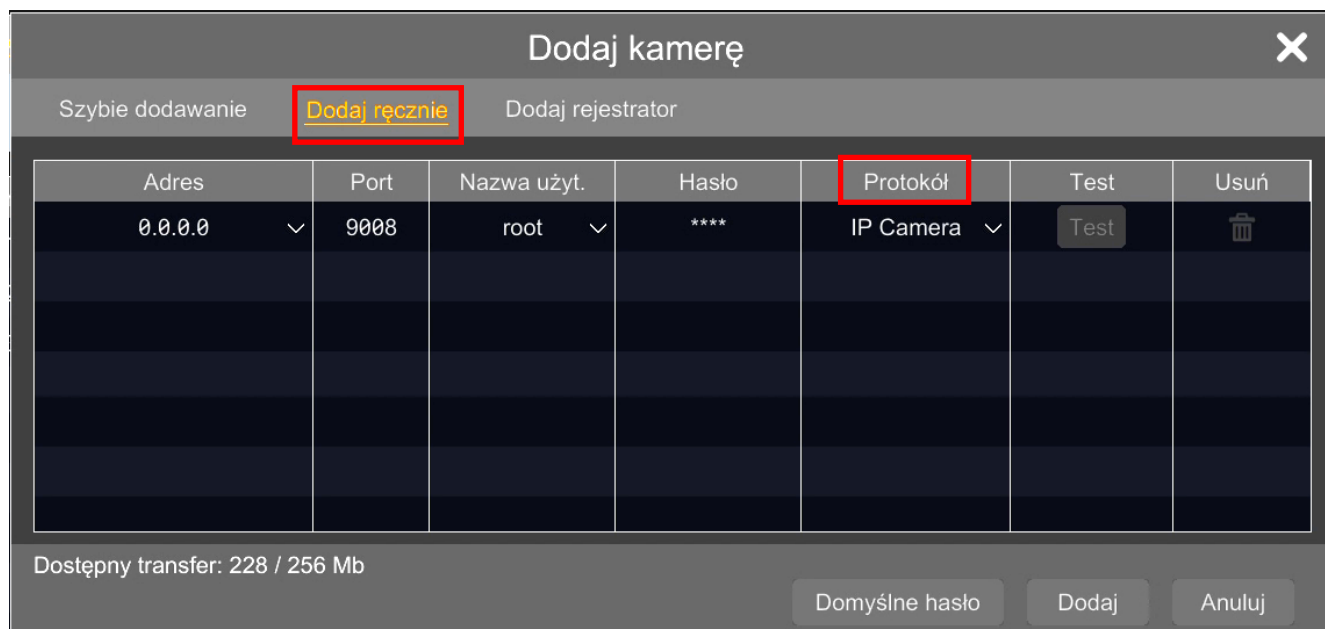 Dodaj kamerę
Szybie dodawanie Dodaj ręcznie Dodaj rejestrator
Adres Port Nazwa użyt. Hasło Protokół Test Usuń
0.0.0.0 9008 root **** IP Camera Test
Dostępny transfer: 228 / 256 Mb
Domyślne hasło Dodaj Anuluj